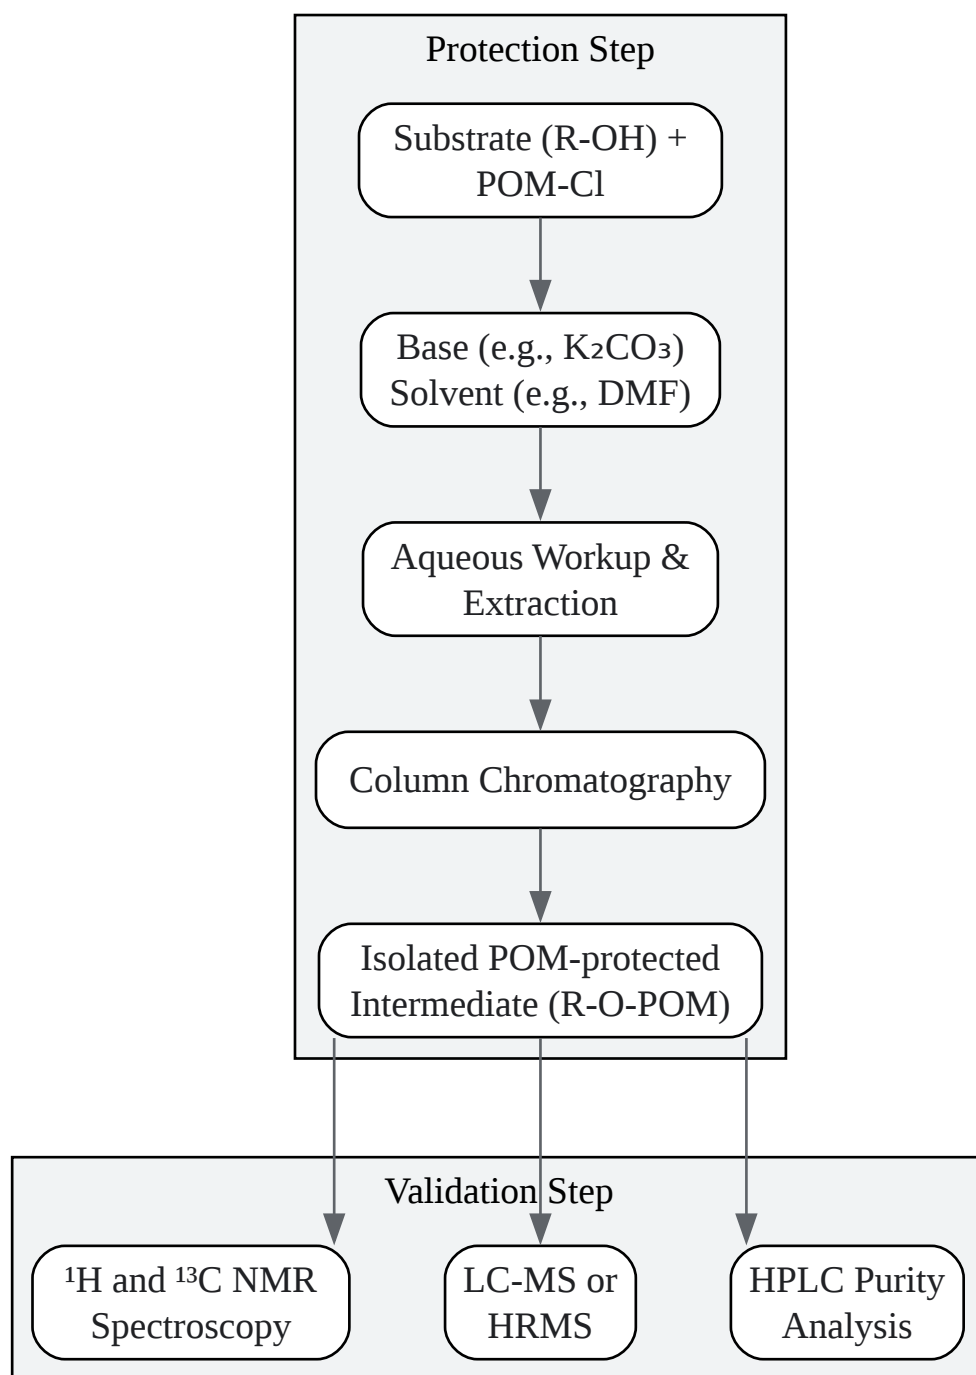 Protection Step
Substrate (R-OH) +
POM-Cl
Base (e.g., K₂CO₃)
Solvent (e.g., DMF)
Aqueous Workup &
Extraction
Column Chromatography
Isolated POM-protected
Intermediate (R-O-POM)
Validation Step
¹H and ¹³C NMR
Spectroscopy
LC-MS or
HRMS
HPLC Purity
Analysis